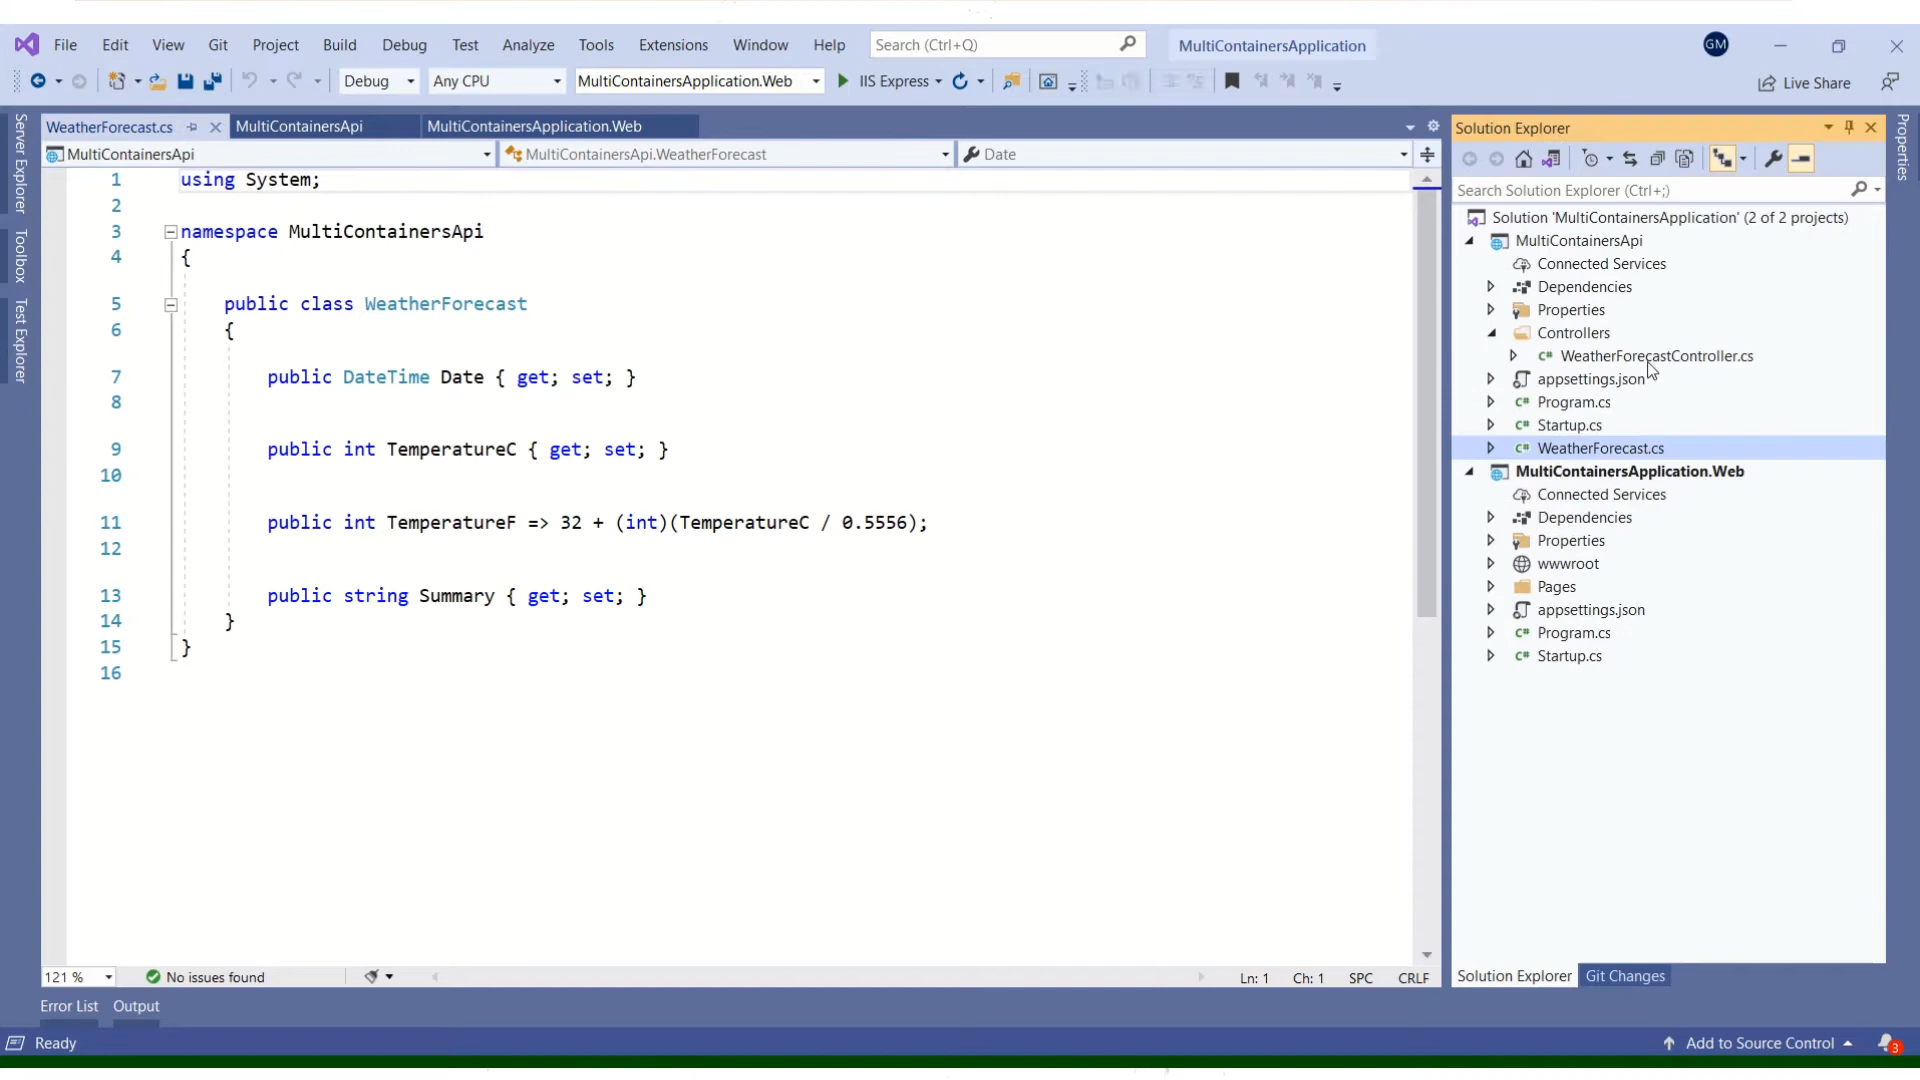 File Edit View Git Project Build Debug Test Analyze Tools Extensions Window Help Search (Ctrl+Q) MultiContainersApplication GM
Debug Any CPU MultiContainersApplication.Web IIS Express Live Share
WeatherForecast.cs MultiContainersApi MultiContainersApplication.Web
MultiContainersApi MultiContainersApi.WeatherForecast Date
1 using System;
2
3 namespace MultiContainersApi
4 {
5 public class WeatherForecast
6 {
7 public DateTime Date { get; set; }
8
9 public int TemperatureC { get; set; }
10
11 public int TemperatureF => 32 + (int)(TemperatureC / 0.5556);
12
13 public string Summary { get; set; }
14 }
15 }
16
121 % No issues found Ln: 1 Ch: 1 SPC CRLF
Server Explorer
Toolbox
Test Explorer
Solution Explorer
Search Solution Explorer (Ctrl+;)
Solution 'MultiContainersApplication' (2 of 2 projects)
MultiContainersApi
Connected Services
Dependencies
Properties
Controllers
C# WeatherForecastController.cs
appsettings.json
C# Program.cs
C# Startup.cs
C# WeatherForecast.cs
MultiContainersApplication.Web
Connected Services
Dependencies
Properties
wwwroot
Pages
appsettings.json
C# Program.cs
C# Startup.cs
Solution Explorer Git Changes
Properties
Error List Output
Ready Add to Source Control 3